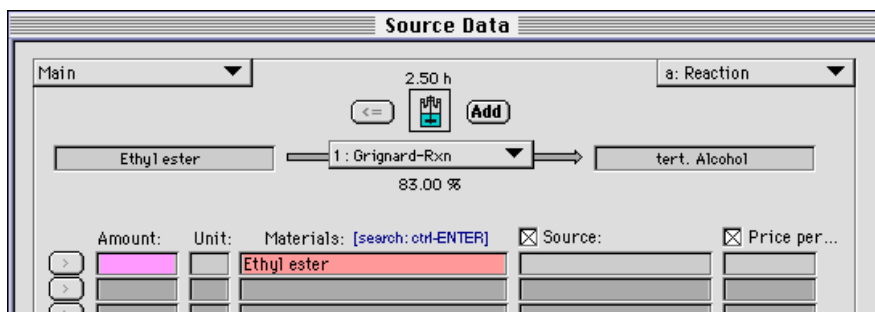 Source Data
Main
2.50 h
a: Reaction
<=
Add
Ethyl ester
1 : Grignard-Rxn
tert. Alcohol
83.00 %
Amount: Unit: Materials: [search: ctrl-ENTER] Source: Price per...
> Ethyl ester
>
>